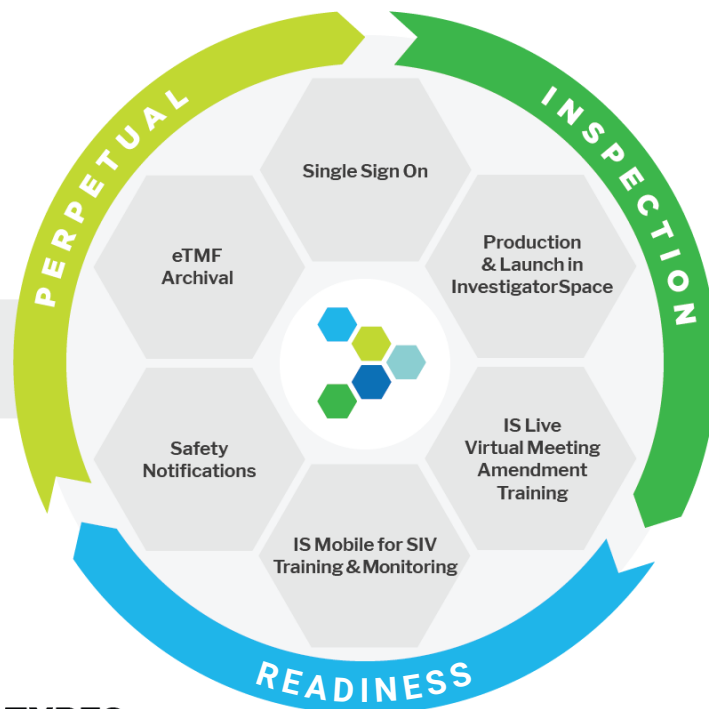 PERPETUAL
INSPECTION
READINESS
Single Sign On
Production
& Launch in
InvestigatorSpace
IS Live
Virtual Meeting
Amendment
Training
IS Mobile for SIV
Training & Monitoring
Safety
Notifications
eTMF
Archival